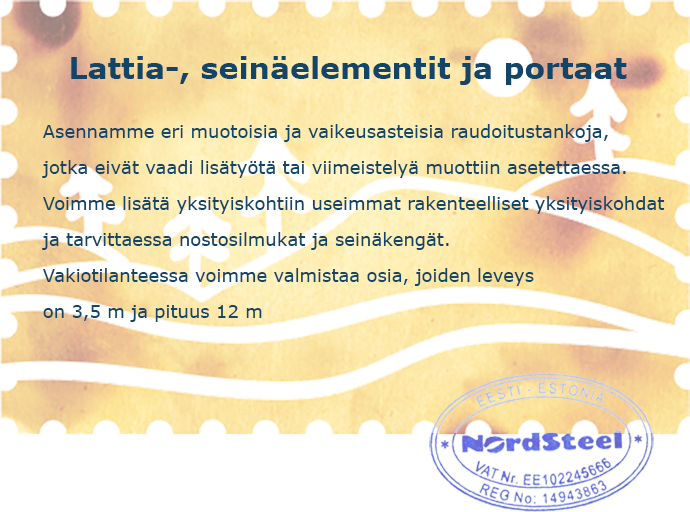 Lattia-, seinäelementit ja portaat
Asennamme eri muotoisia ja vaikeusasteisia raudoitustankoja,
jotka eivät vaadi lisätyötä tai viimeistelyä muottiin asetettaessa.
Voimme lisätä yksityiskohtiin useimmat rakenteelliset yksityiskohdat
ja tarvittaessa nostosilmukat ja seinäkengät.
Vakiotilanteessa voimme valmistaa osia, joiden leveys
on 3,5 m ja pituus 12 m
EESTI - ESTONIA
* NordSteel *
VAT Nr. EE102245666
REG No: 14943863